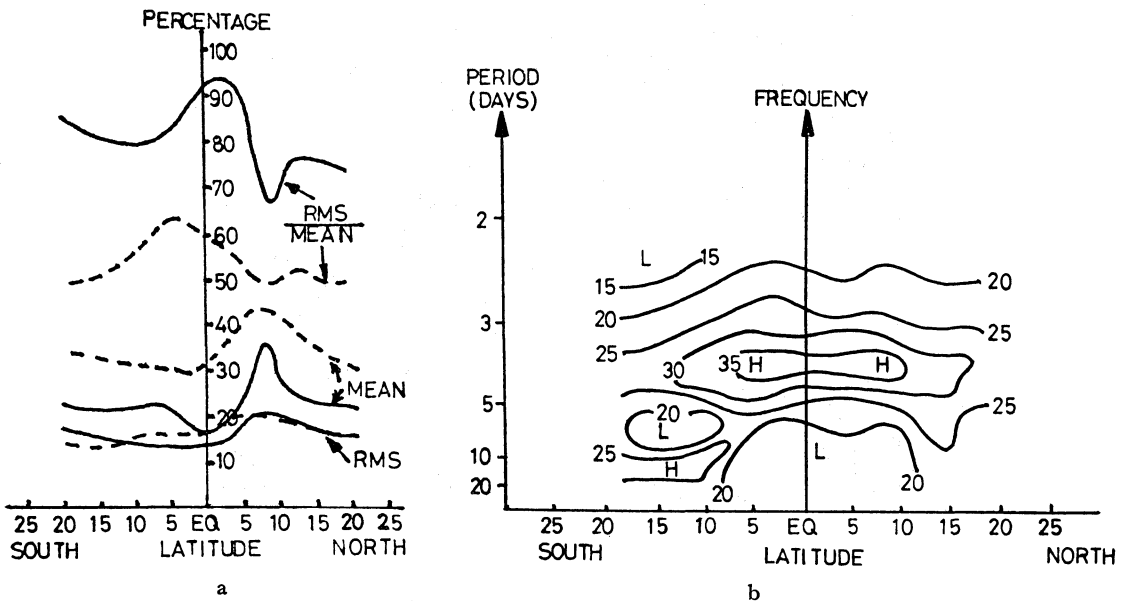 PERCENTAGE
100
90
80
70
RMS
MEAN
60
50
40
30
MEAN
20
RMS
10
25 20 15 10 5 EQ 5 10 15 20 25
SOUTH LATITUDE NORTH
a
PERIOD
(DAYS)
FREQUENCY
2
L 15
15
20
20
3
25
25
30 35 H H
5
20
25
L
25
10
H
L
20
20
20
25 20 15 10 5 EQ 5 10 15 20 25
SOUTH LATITUDE NORTH
b